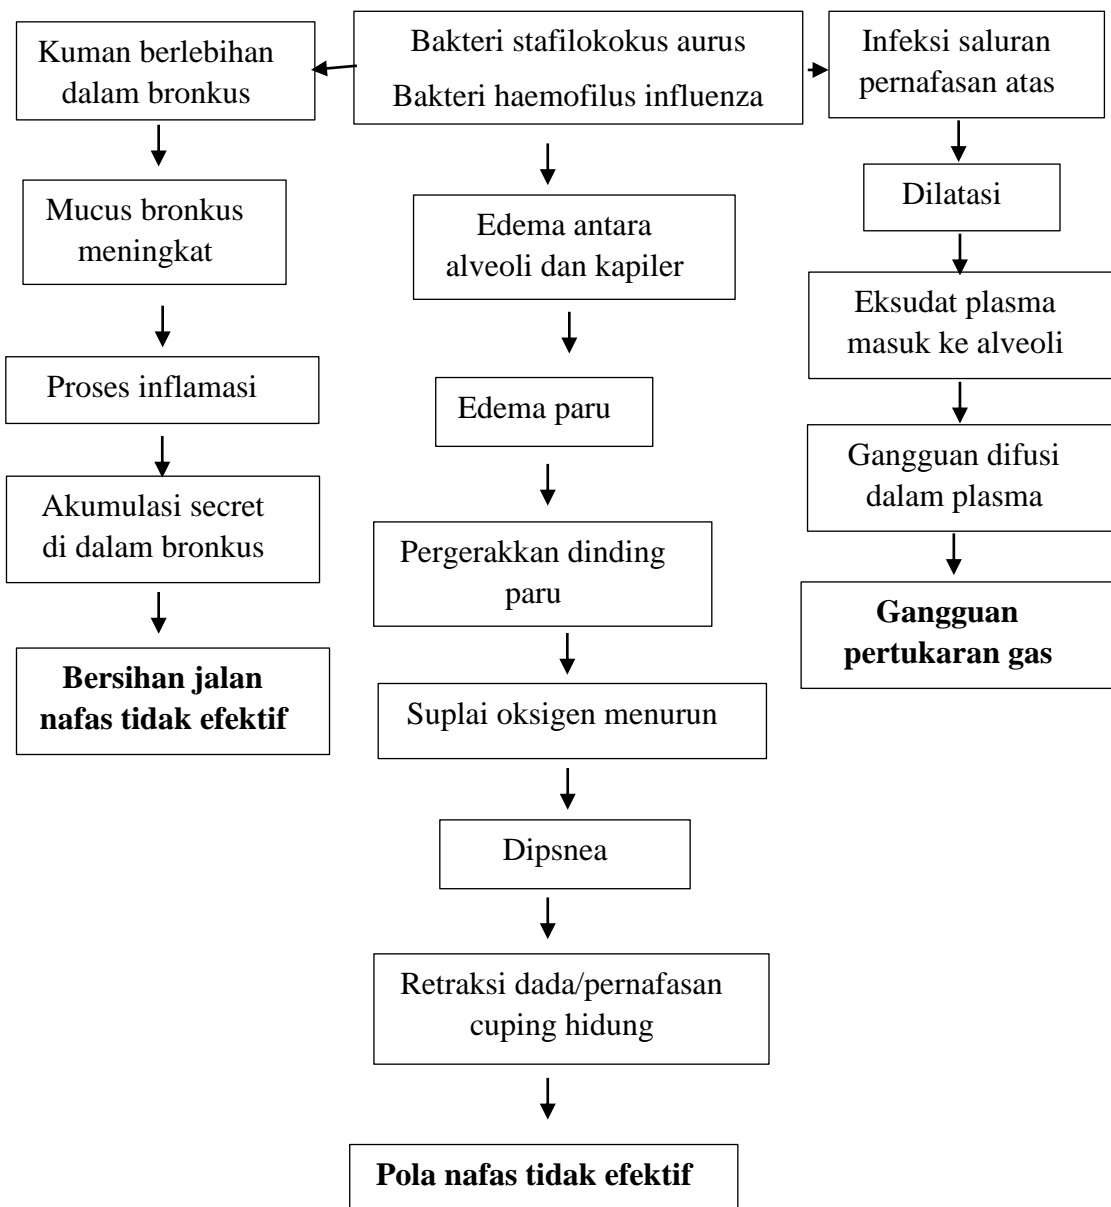 Kuman berlebihan
dalam bronkus
Bakteri stafilokokus aurus
Bakteri haemofilus influenza
Infeksi saluran
pernafasan atas
Mucus bronkus
meningkat
Edema antara
alveoli dan kapiler
Dilatasi
Eksudat plasma
masuk ke alveoli
Proses inflamasi
Edema paru
Gangguan difusi
dalam plasma
Akumulasi secret
di dalam bronkus
Pergerakkan dinding
paru
Gangguan
pertukaran gas
Bersihan jalan
nafas tidak efektif
Suplai oksigen menurun
Dipsnea
Retraksi dada/pernafasan
cuping hidung
Pola nafas tidak efektif